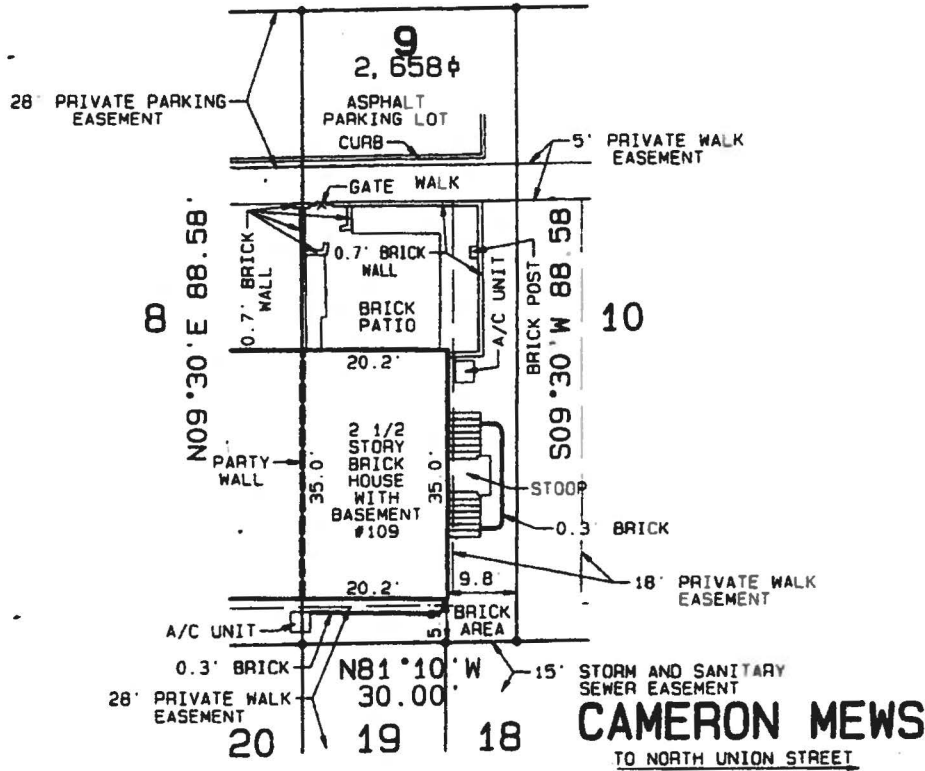 9
2,658¢
28' PRIVATE PARKING
EASEMENT
ASPHALT
PARKING LOT
CURB
5' PRIVATE WALK
EASEMENT
GATE WALK
0.7' BRICK
WALL
0.7' BRICK
WALL
BRICK
PATIO
A/C UNIT
BRICK POST
8
N09°30'E 88.58'
S09°30'W 88.58
10
20.2'
PARTY
WALL
35.0'
2 1/2
STORY
BRICK
HOUSE
WITH
BASEMENT
#109
35.0'
STOOP
0.3' BRICK
20.2'
9.8'
18' PRIVATE WALK
EASEMENT
A/C UNIT
5
BRICK
AREA
0.3' BRICK
N81°10'W
30.00'
15' STORM AND SANITARY
SEWER EASEMENT
28' PRIVATE WALK
EASEMENT
20
19
18
CAMERON MEWS
TO NORTH UNION STREET